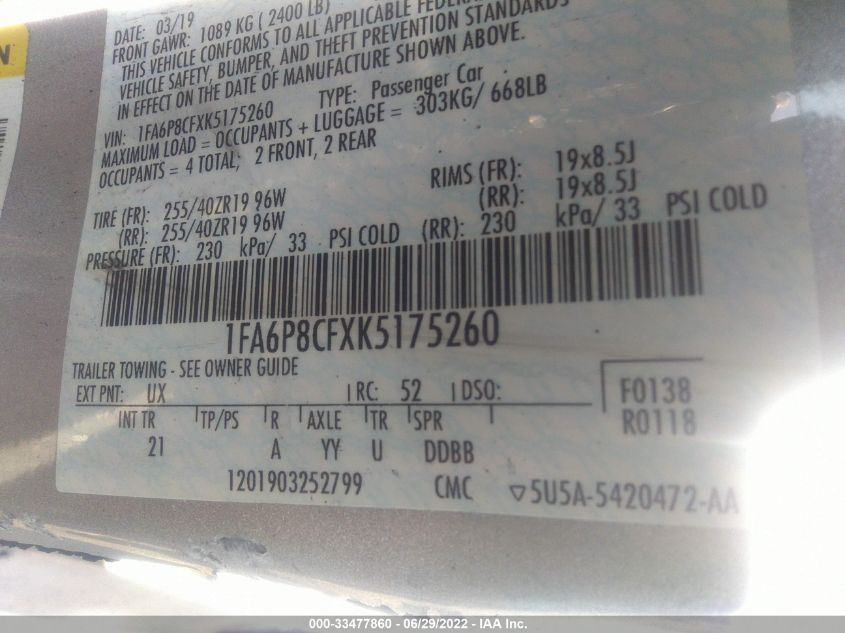 DATE: 03/19
FRONT GAWR: 1089 KG ( 2400 LB)
THIS VEHICLE CONFORMS TO ALL APPLICABLE
VEHICLE SAFETY, BUMPER, AND THEFT PREVENTION STANDARDS
IN EFFECT ON THE DATE OF MANUFACTURE SHOWN ABOVE.
VIN: 1FA6P8CFXK5175260 TYPE: Passenger Car
MAXIMUM LOAD = OCCUPANTS + LUGGAGE = 303KG/ 668LB
OCCUPANTS = 4 TOTAL; 2 FRONT, 2 REAR
TIRE (FR): 255/40ZR19 96W RIMS (FR): 19x8.5J
(RR): 255/40ZR19 96W (RR): 19x8.5J
PRESSURE (FR): 230 kPa/ 33 PSI COLD (RR): 230 kPa/ 33 PSI COLD
1FA6P8CFXK5175260
TRAILER TOWING - SEE OWNER GUIDE
EXT PNT: UX RC: 52 DSO: F0138
INT TR TP/PS R AXLE TR SPR R0118
21 A YY U DDBB
1201903252799 CMC ▽5U5A-5420472-AA
000-33477860 - 06/29/2022 - IAA Inc.